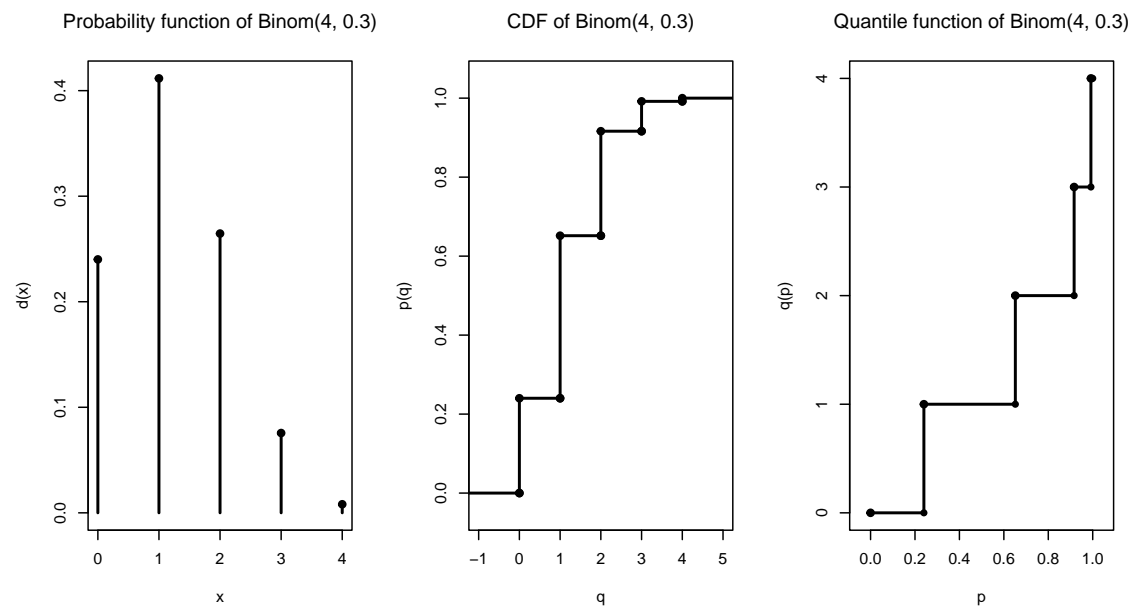 Probability function of Binom(4, 0.3)
d(x)
0.4
0.3
0.2
0.1
0.0
0 1 2 3 4
x
CDF of Binom(4, 0.3)
p(q)
1.0
0.8
0.6
0.4
0.2
0.0
−1 0 1 2 3 4 5
q
Quantile function of Binom(4, 0.3)
q(p)
4
3
2
1
0
0.0 0.2 0.4 0.6 0.8 1.0
p